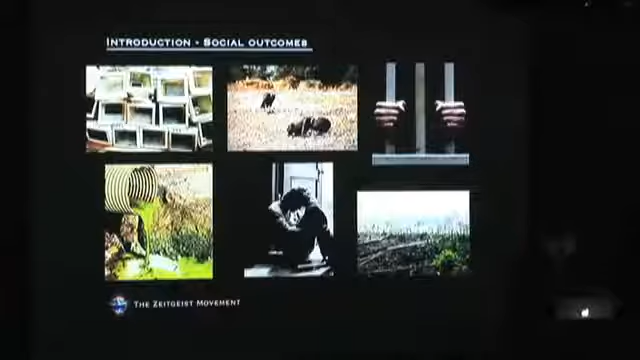 Introduction - Social outcomes
The Zeitgeist Movement